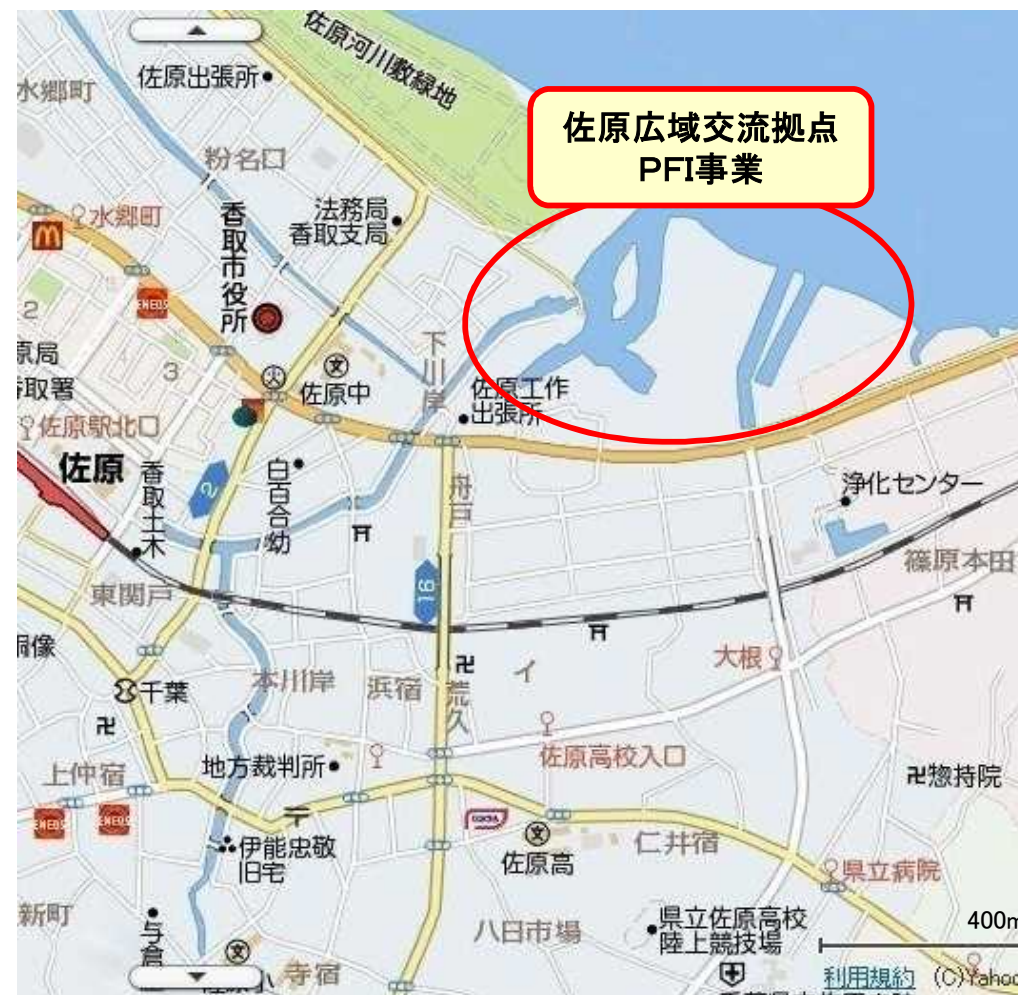 佐原河川敷緑地
佐原出張所
水郷町
佐原広域交流拠点
PFI事業
粉名口
水郷町
法務局
香取支局
香取市役所
ENEOS
2
3
原局
取署
下川岸
佐原中
佐原工作
出張所
佐原駅北口
佐原
香取土木
2
白百合幼
舟戸
浄化センター
篠原本田
東関戸
16
銅像
大根
千葉
本川岸
浜宿
荒久
イ
佐原高校入口
上仲宿
地方裁判所
惣持院
ENEOS
ENEOS
伊能忠敬
旧宅
佐原高
仁井宿
県立病院
新町
与倉
八日市場
県立佐原高校
陸上競技場
400m
寺宿
利用規約 (C)Yahoo